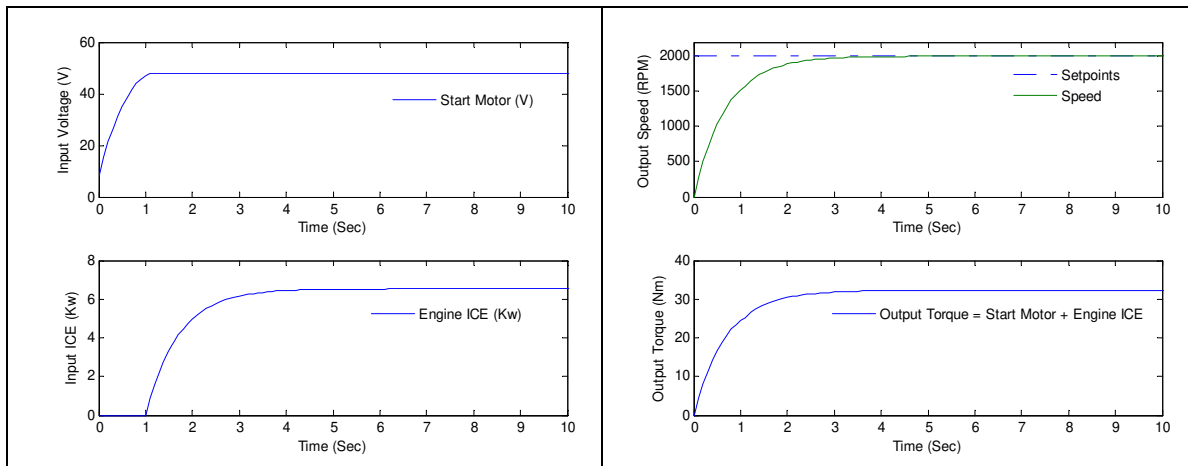 60
40
20
0
Input Voltage (V)
Start Motor (V)
0 1 2 3 4 5 6 7 8 9 10
Time (Sec)
8
6
4
2
0
Input ICE (Kw)
Engine ICE (Kw)
0 1 2 3 4 5 6 7 8 9 10
Time (Sec)
2000
1500
1000
500
0
Output Speed (RPM)
Setpoints
Speed
0 1 2 3 4 5 6 7 8 9 10
Time (Sec)
40
30
20
10
0
Output Torque (Nm)
Output Torque = Start Motor + Engine ICE
0 1 2 3 4 5 6 7 8 9 10
Time (Sec)